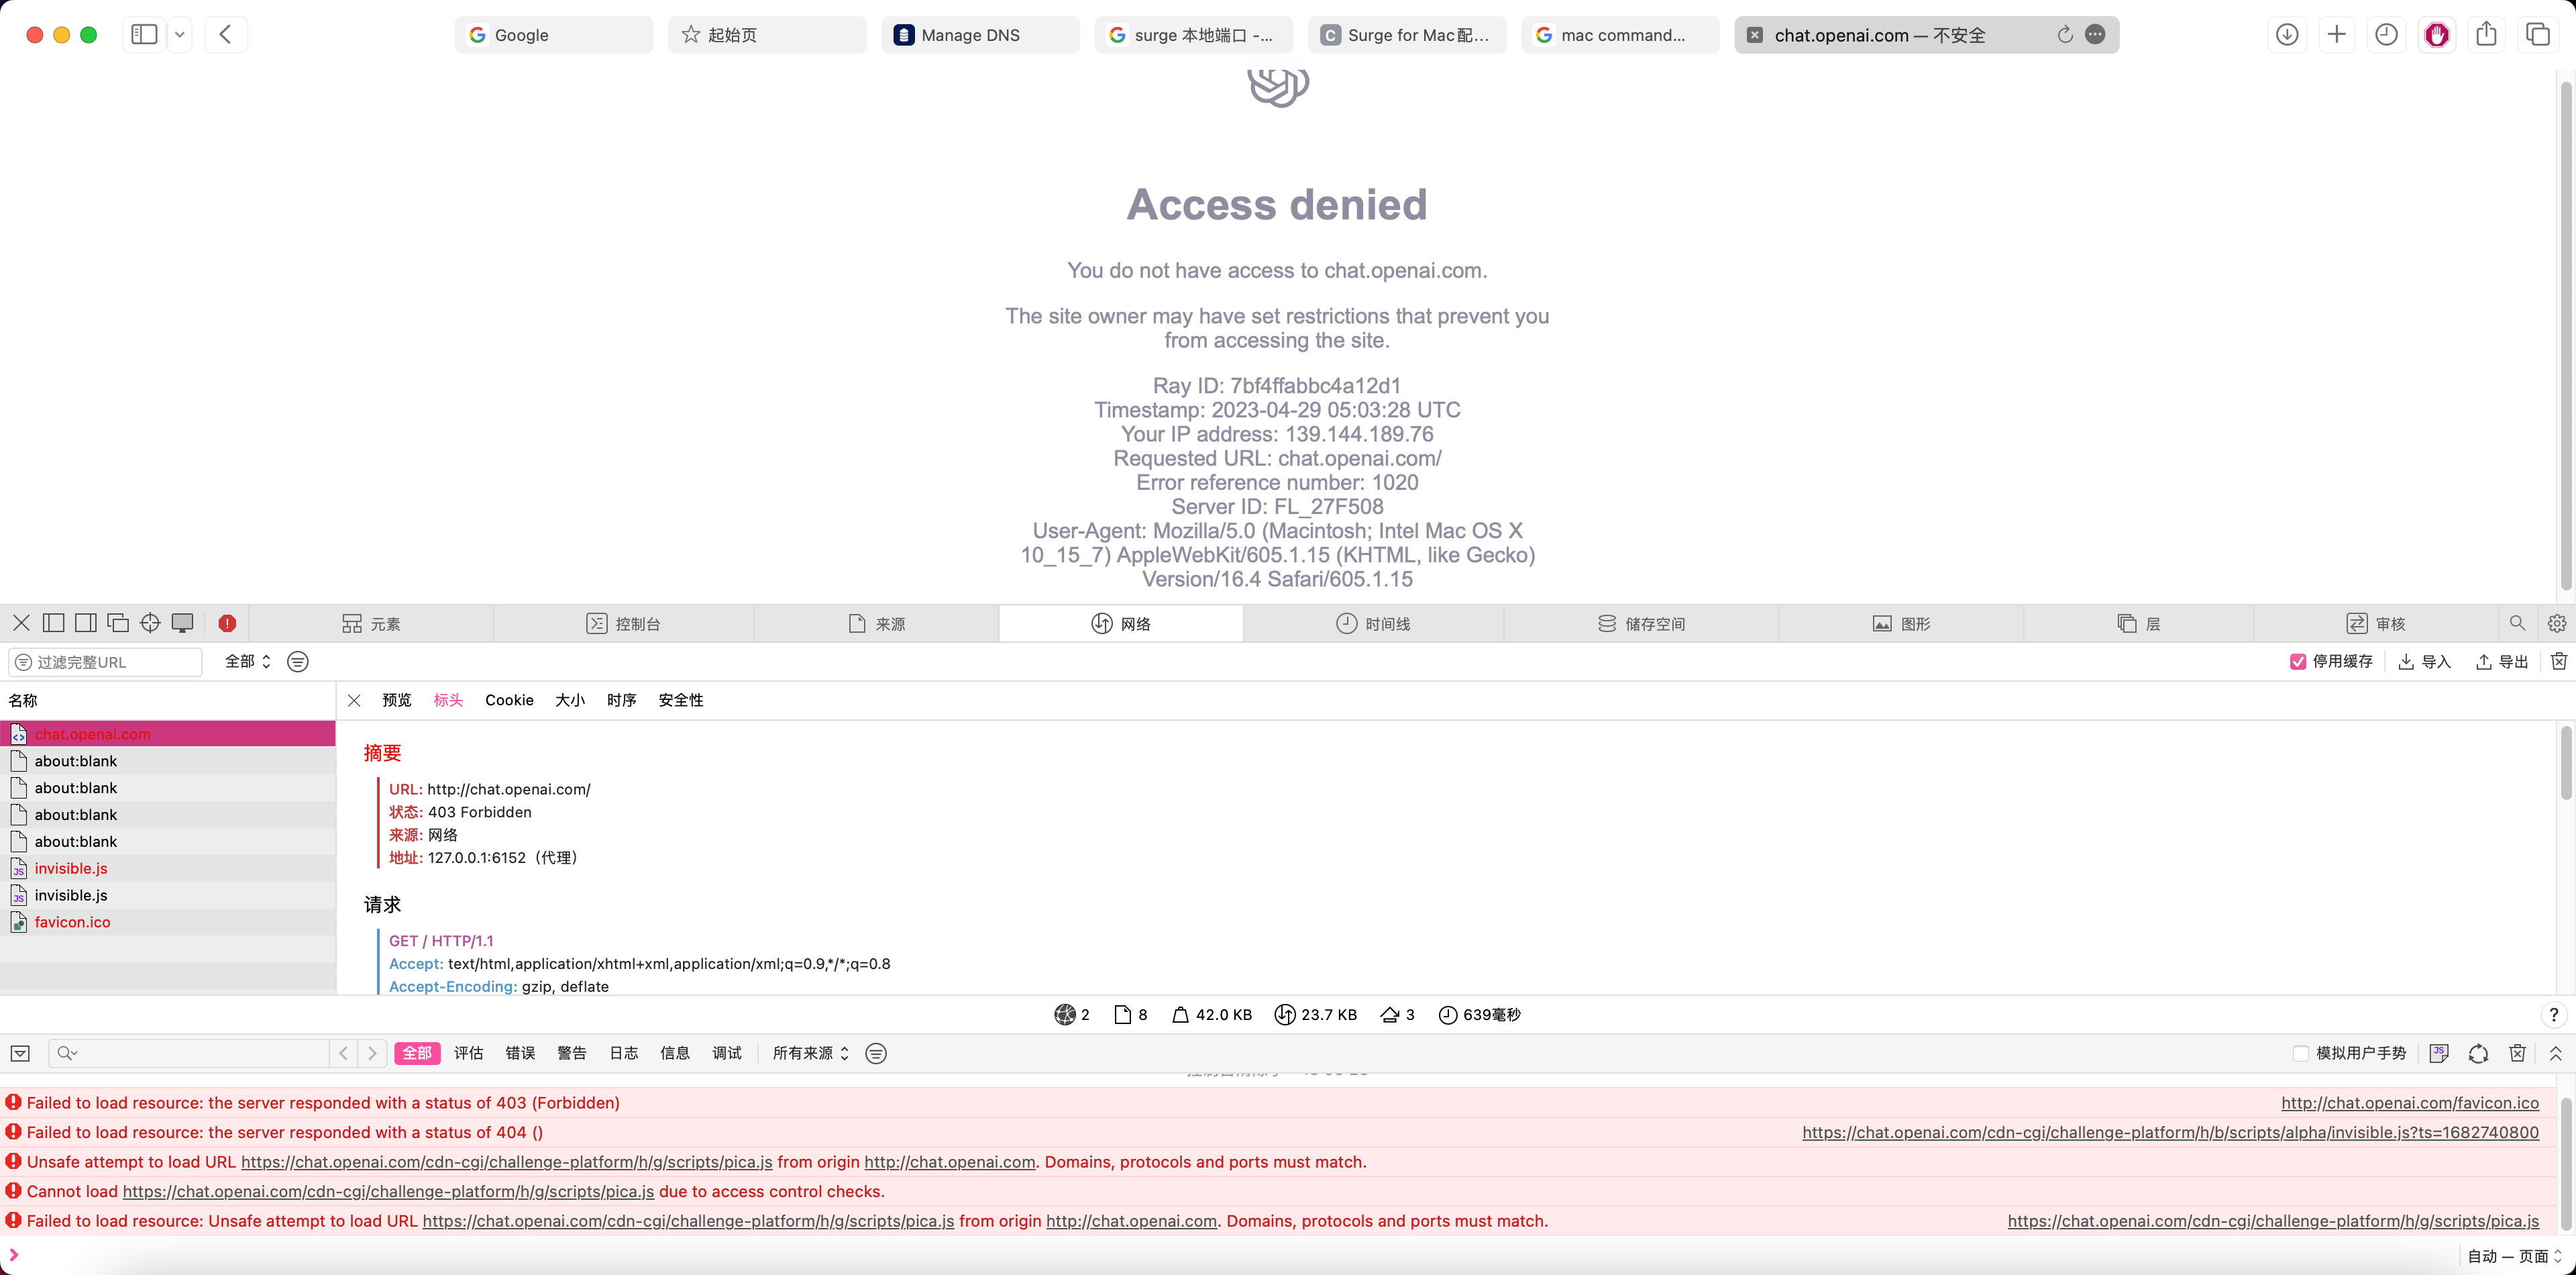 Google
起始页
Manage DNS
surge 本地端口 -...
Surge for Mac配...
mac command...
chat.openai.com — 不安全
Access denied
You do not have access to chat.openai.com.
The site owner may have set restrictions that prevent you
from accessing the site.
Ray ID: 7bf4ffabbc4a12d1
Timestamp: 2023-04-29 05:03:28 UTC
Your IP address: 139.144.189.76
Requested URL: chat.openai.com/
Error reference number: 1020
Server ID: FL_27F508
User-Agent: Mozilla/5.0 (Macintosh; Intel Mac OS X
10_15_7) AppleWebKit/605.1.15 (KHTML, like Gecko)
Version/16.4 Safari/605.1.15
元素
控制台
来源
网络
时间线
储存空间
图形
层
审核
过滤完整URL
全部
停用缓存
导入
导出
名称
预览
标头
Cookie
大小
时序
安全性
chat.openai.com
about:blank
about:blank
about:blank
about:blank
invisible.js
invisible.js
favicon.ico
摘要
URL: http://chat.openai.com/
状态: 403 Forbidden
来源: 网络
地址: 127.0.0.1:6152（代理）
请求
GET / HTTP/1.1
Accept: text/html,application/xhtml+xml,application/xml;q=0.9,*/*;q=0.8
Accept-Encoding: gzip, deflate
2
8
42.0 KB
23.7 KB
3
639毫秒
?
全部
评估
错误
警告
日志
信息
调试
所有来源
模拟用户手势
Failed to load resource: the server responded with a status of 403 (Forbidden)
http://chat.openai.com/favicon.ico
Failed to load resource: the server responded with a status of 404 ()
https://chat.openai.com/cdn-cgi/challenge-platform/h/b/scripts/alpha/invisible.js?ts=1682740800
Unsafe attempt to load URL https://chat.openai.com/cdn-cgi/challenge-platform/h/g/scripts/pica.js from origin http://chat.openai.com. Domains, protocols and ports must match.
Cannot load https://chat.openai.com/cdn-cgi/challenge-platform/h/g/scripts/pica.js due to access control checks.
Failed to load resource: Unsafe attempt to load URL https://chat.openai.com/cdn-cgi/challenge-platform/h/g/scripts/pica.js from origin http://chat.openai.com. Domains, protocols and ports must match.
https://chat.openai.com/cdn-cgi/challenge-platform/h/g/scripts/pica.js
自动 — 页面